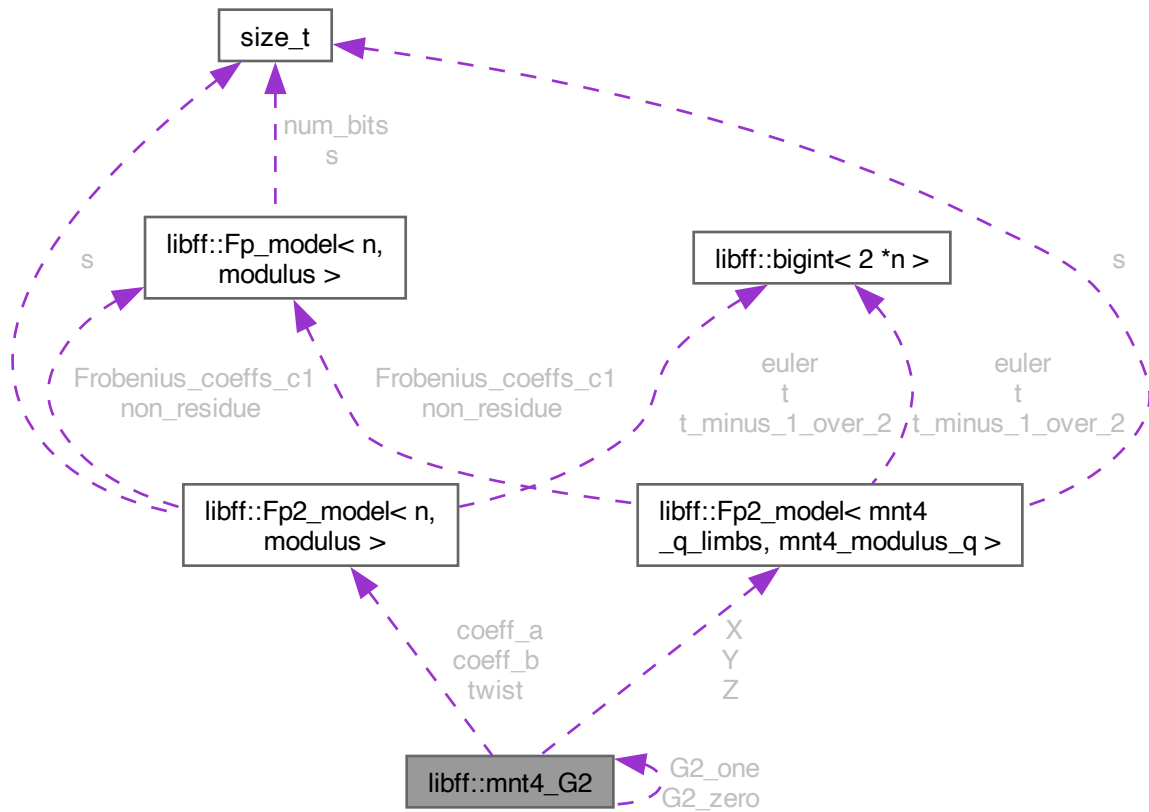 size_t
num_bits
s
libff::Fp_model< n,
modulus >
libff::bigint< 2 *n >
s
s
Frobenius_coeffs_c1
non_residue
Frobenius_coeffs_c1
non_residue
euler
t
t_minus_1_over_2
euler
t
t_minus_1_over_2
libff::Fp2_model< n,
modulus >
libff::Fp2_model< mnt4
_q_limbs, mnt4_modulus_q >
coeff_a
coeff_b
twist
X
Y
Z
libff::mnt4_G2
G2_one
G2_zero